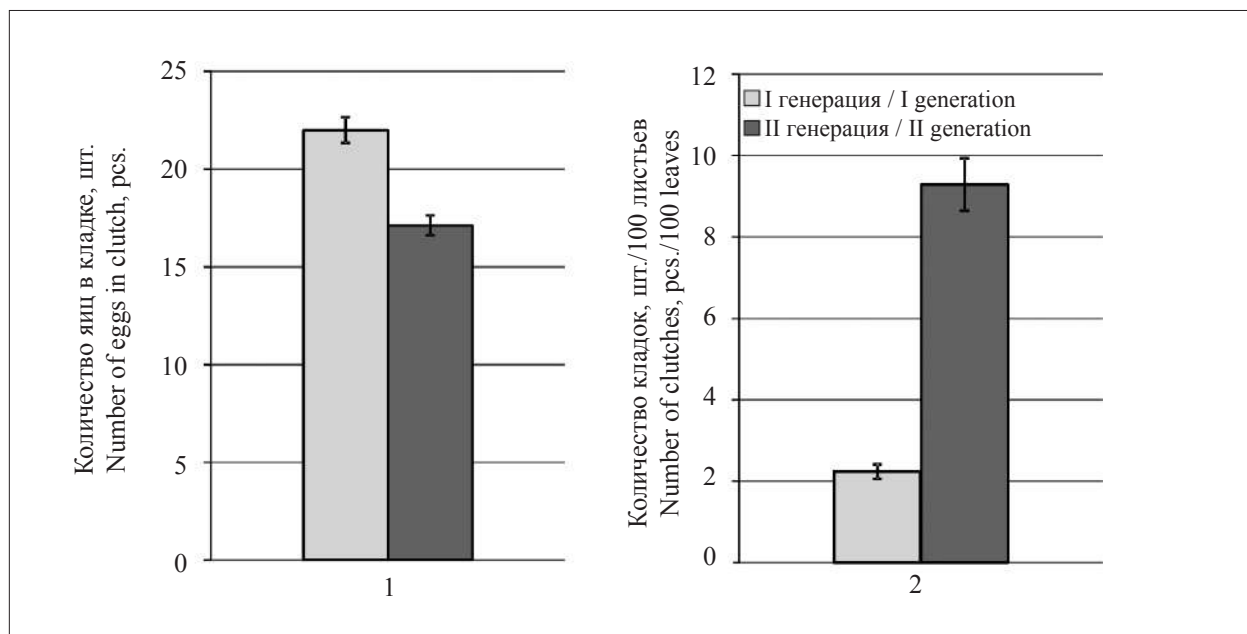 Количество яиц в кладке, шт.
Number of eggs in clutch, pcs.
25
20
15
10
5
0
1
Количество кладок, шт./100 листьев
Number of clutches, pcs./100 leaves
12
10
8
6
4
2
0
I генерация / I generation
II генерация / II generation
2